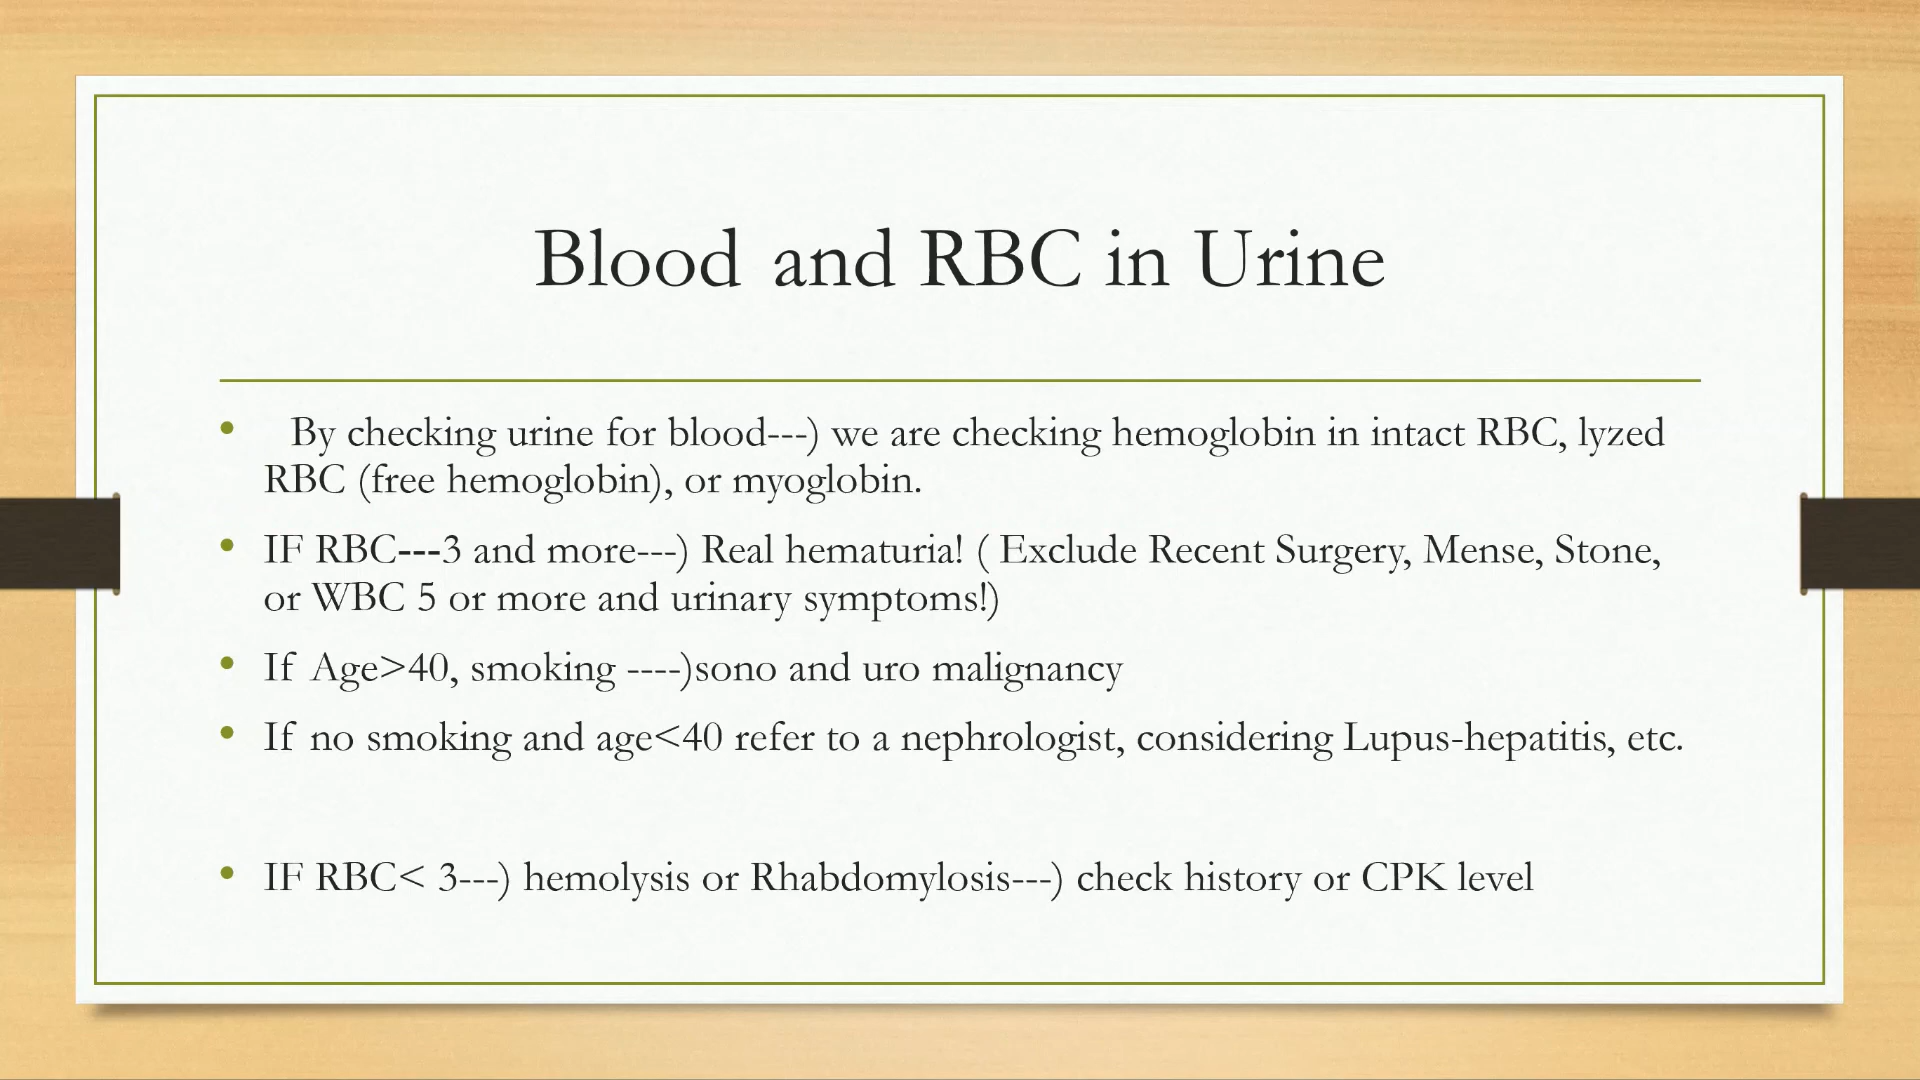 Blood and RBC in Urine
• By checking urine for blood---) we are checking hemoglobin in intact RBC, lyzed
RBC (free hemoglobin), or myoglobin.
• IF RBC---3 and more---) Real hematuria! ( Exclude Recent Surgery, Mense, Stone,
or WBC 5 or more and urinary symptoms!)
• If Age>40, smoking ----)sono and uro malignancy
• If no smoking and age<40 refer to a nephrologist, considering Lupus-hepatitis, etc.
• IF RBC< 3---) hemolysis or Rhabdomylosis---) check history or CPK level